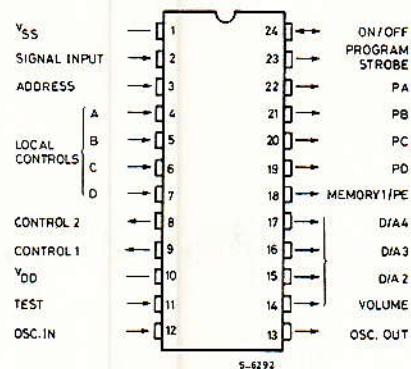 VSS 1
SIGNAL INPUT 2
ADDRESS 3
LOCAL CONTROLS
A 4
B 5
C 6
D 7
CONTROL 2 8
CONTROL 1 9
VDD 10
TEST 11
OSC.IN 12
24 ON/OFF
23 PROGRAM STROBE
22 PA
21 PB
20 PC
19 PD
18 MEMORY1/PE
17 D/A4
16 D/A3
15 D/A 2
14 VOLUME
13 OSC. OUT
5-6292